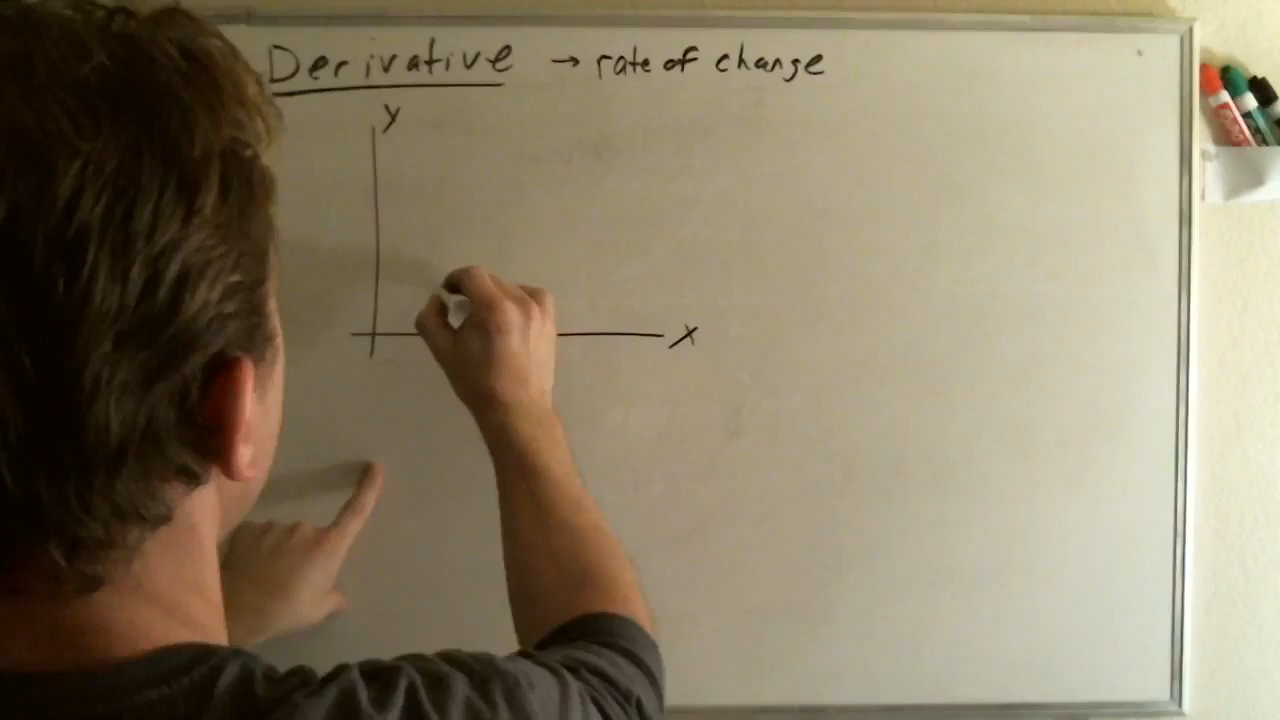 Derivative → rate of change
y
x